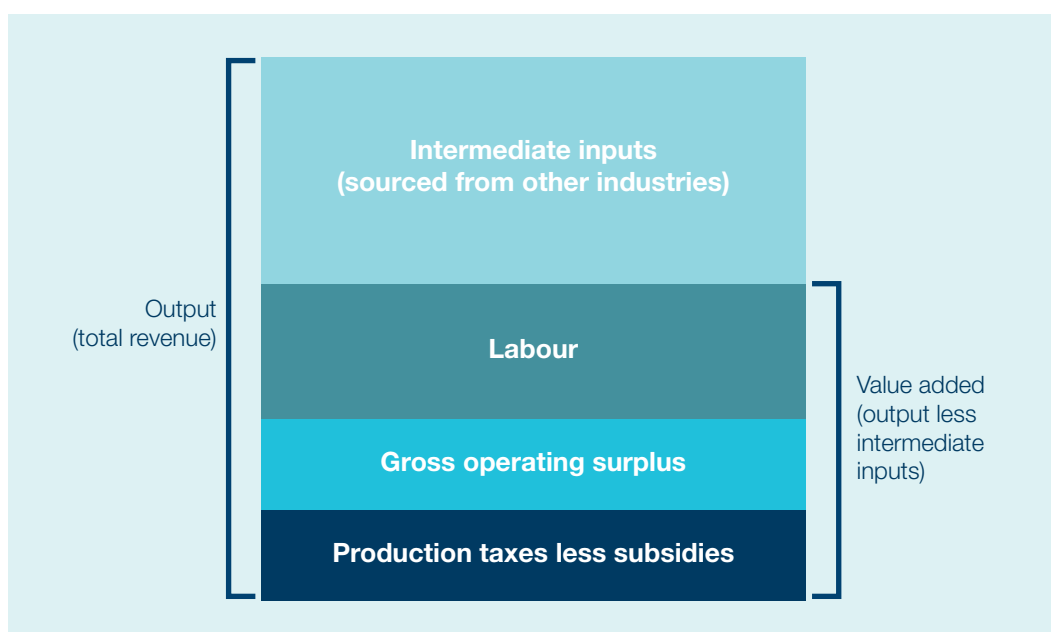 Intermediate inputs
(sourced from other industries)
Output
(total revenue)
Labour
Value added
(output less
intermediate
inputs)
Gross operating surplus
Production taxes less subsidies